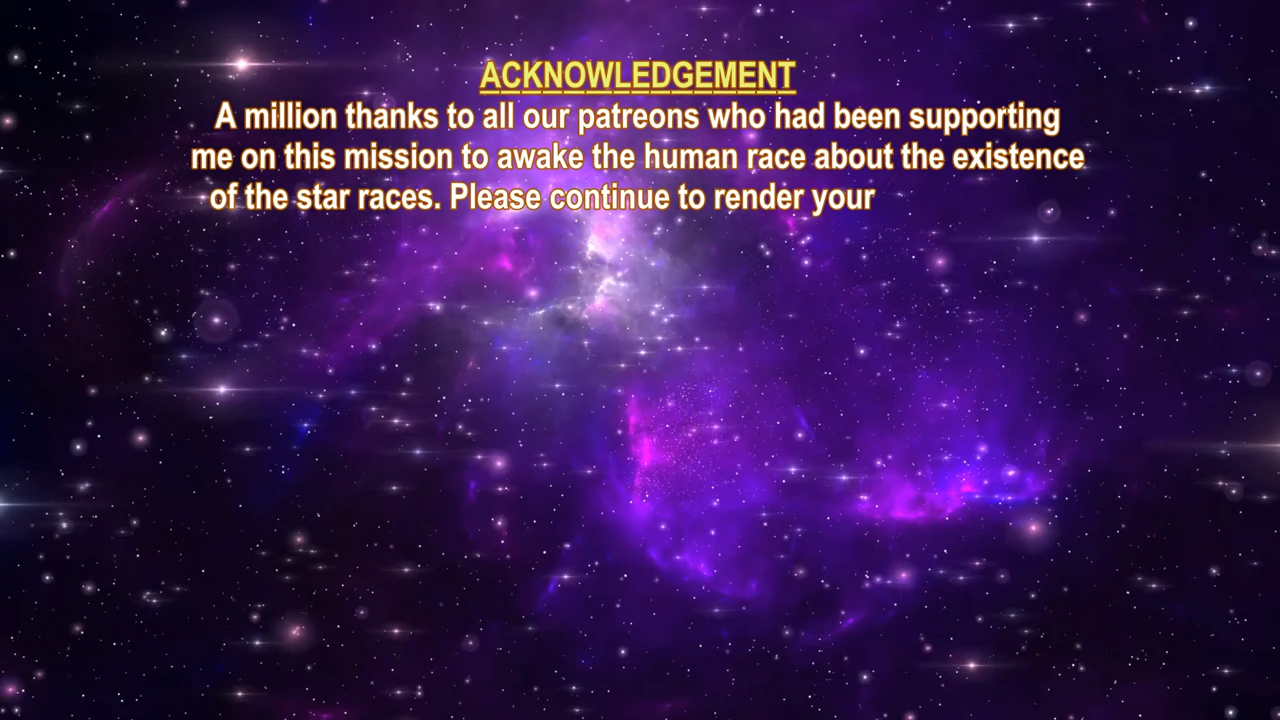 ACKNOWLEDGEMENT
A million thanks to all our patreons who had been supporting
me on this mission to awake the human race about the existence
of the star races. Please continue to render your